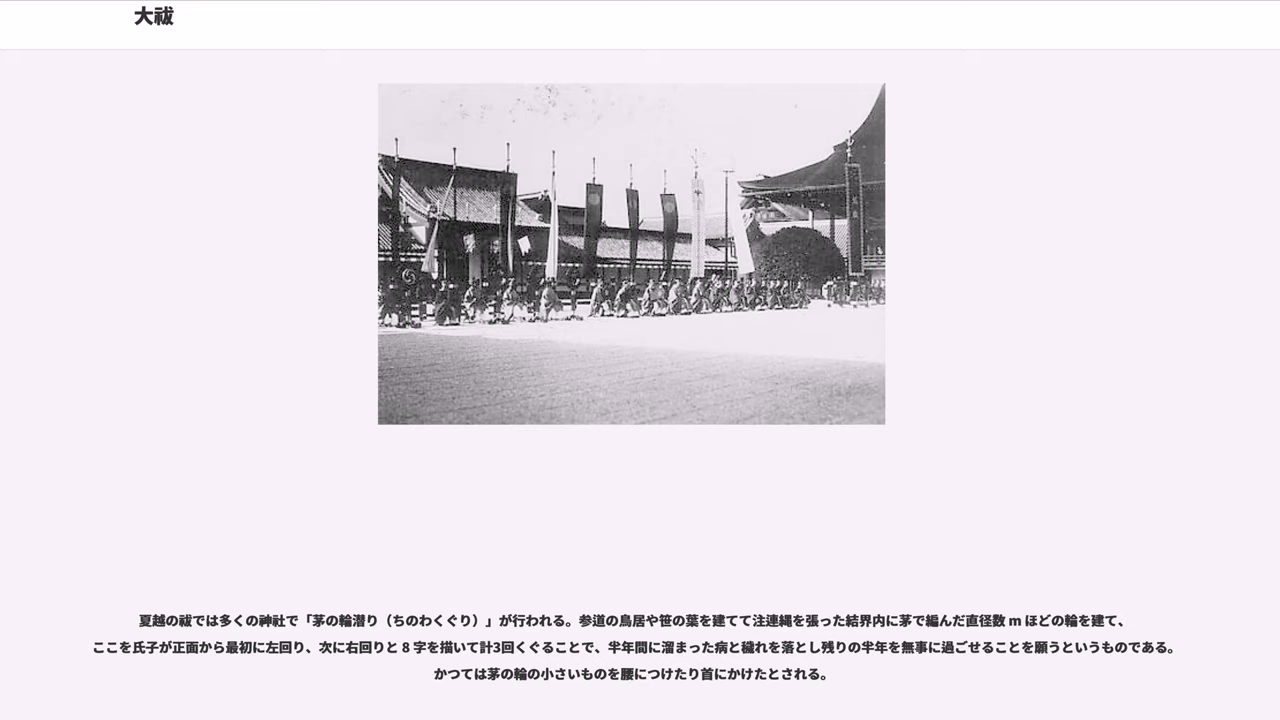 大祓
夏越の祓では多くの神社で「茅の輪潜り（ちのわくぐり）」が行われる。参道の鳥居や笹の葉を建てて注連縄を張った結界内に茅で編んだ直径数 m ほどの輪を建て、
ここを氏子が正面から最初に左回り、次に右回りと 8 字を描いて計3回くぐることで、半年間に溜まった病と穢れを落とし残りの半年を無事に過ごせることを願うというものである。
かつては茅の輪の小さいものを腰につけたり首にかけたとされる。